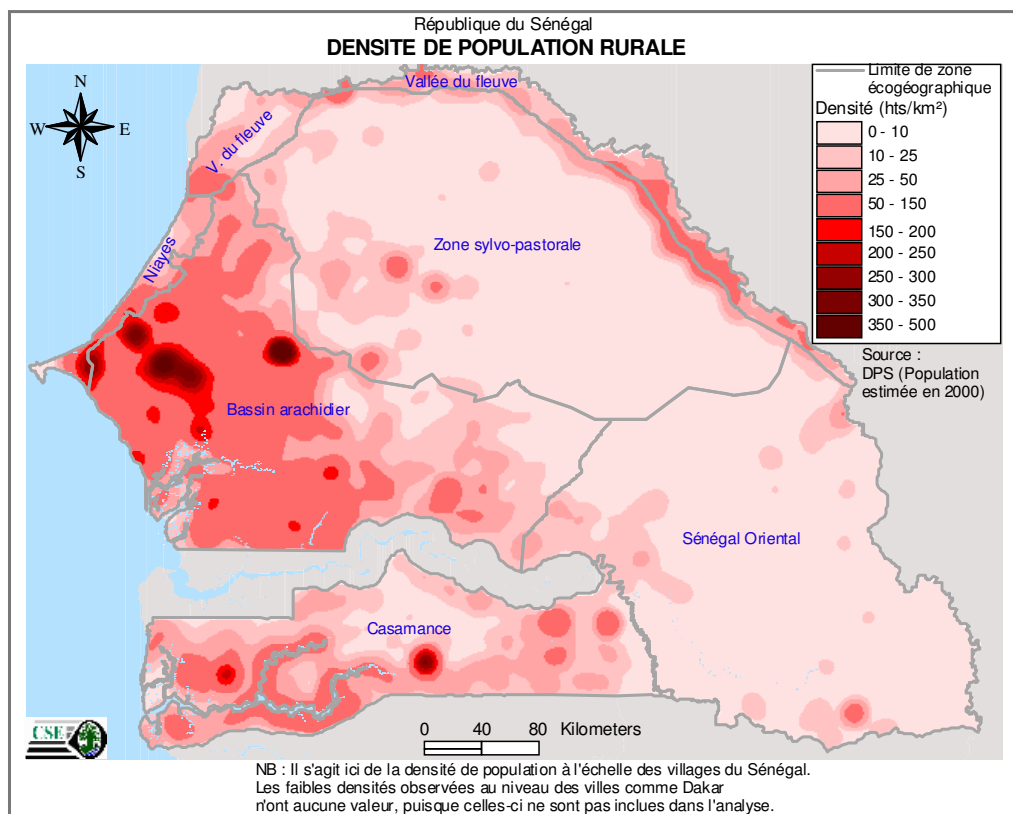 République du Sénégal
DENSITE DE POPULATION RURALE
N
W
E
S
Vallée du fleuve
V. du fleuve
Niayes
Zone sylvo-pastorale
Bassin arachidier
Sénégal Oriental
Casamance
Limite de zone
écogéographique
Densité (hts/km²)
0 - 10
10 - 25
25 - 50
50 - 150
150 - 200
200 - 250
250 - 300
300 - 350
350 - 500
Source :
DPS (Population
estimée en 2000)
CSE
0 40 80 Kilometers
NB : Il s'agit ici de la densité de population à l'échelle des villages du Sénégal.
Les faibles densités observées au niveau des villes comme Dakar
n'ont aucune valeur, puisque celles-ci ne sont pas inclues dans l'analyse.